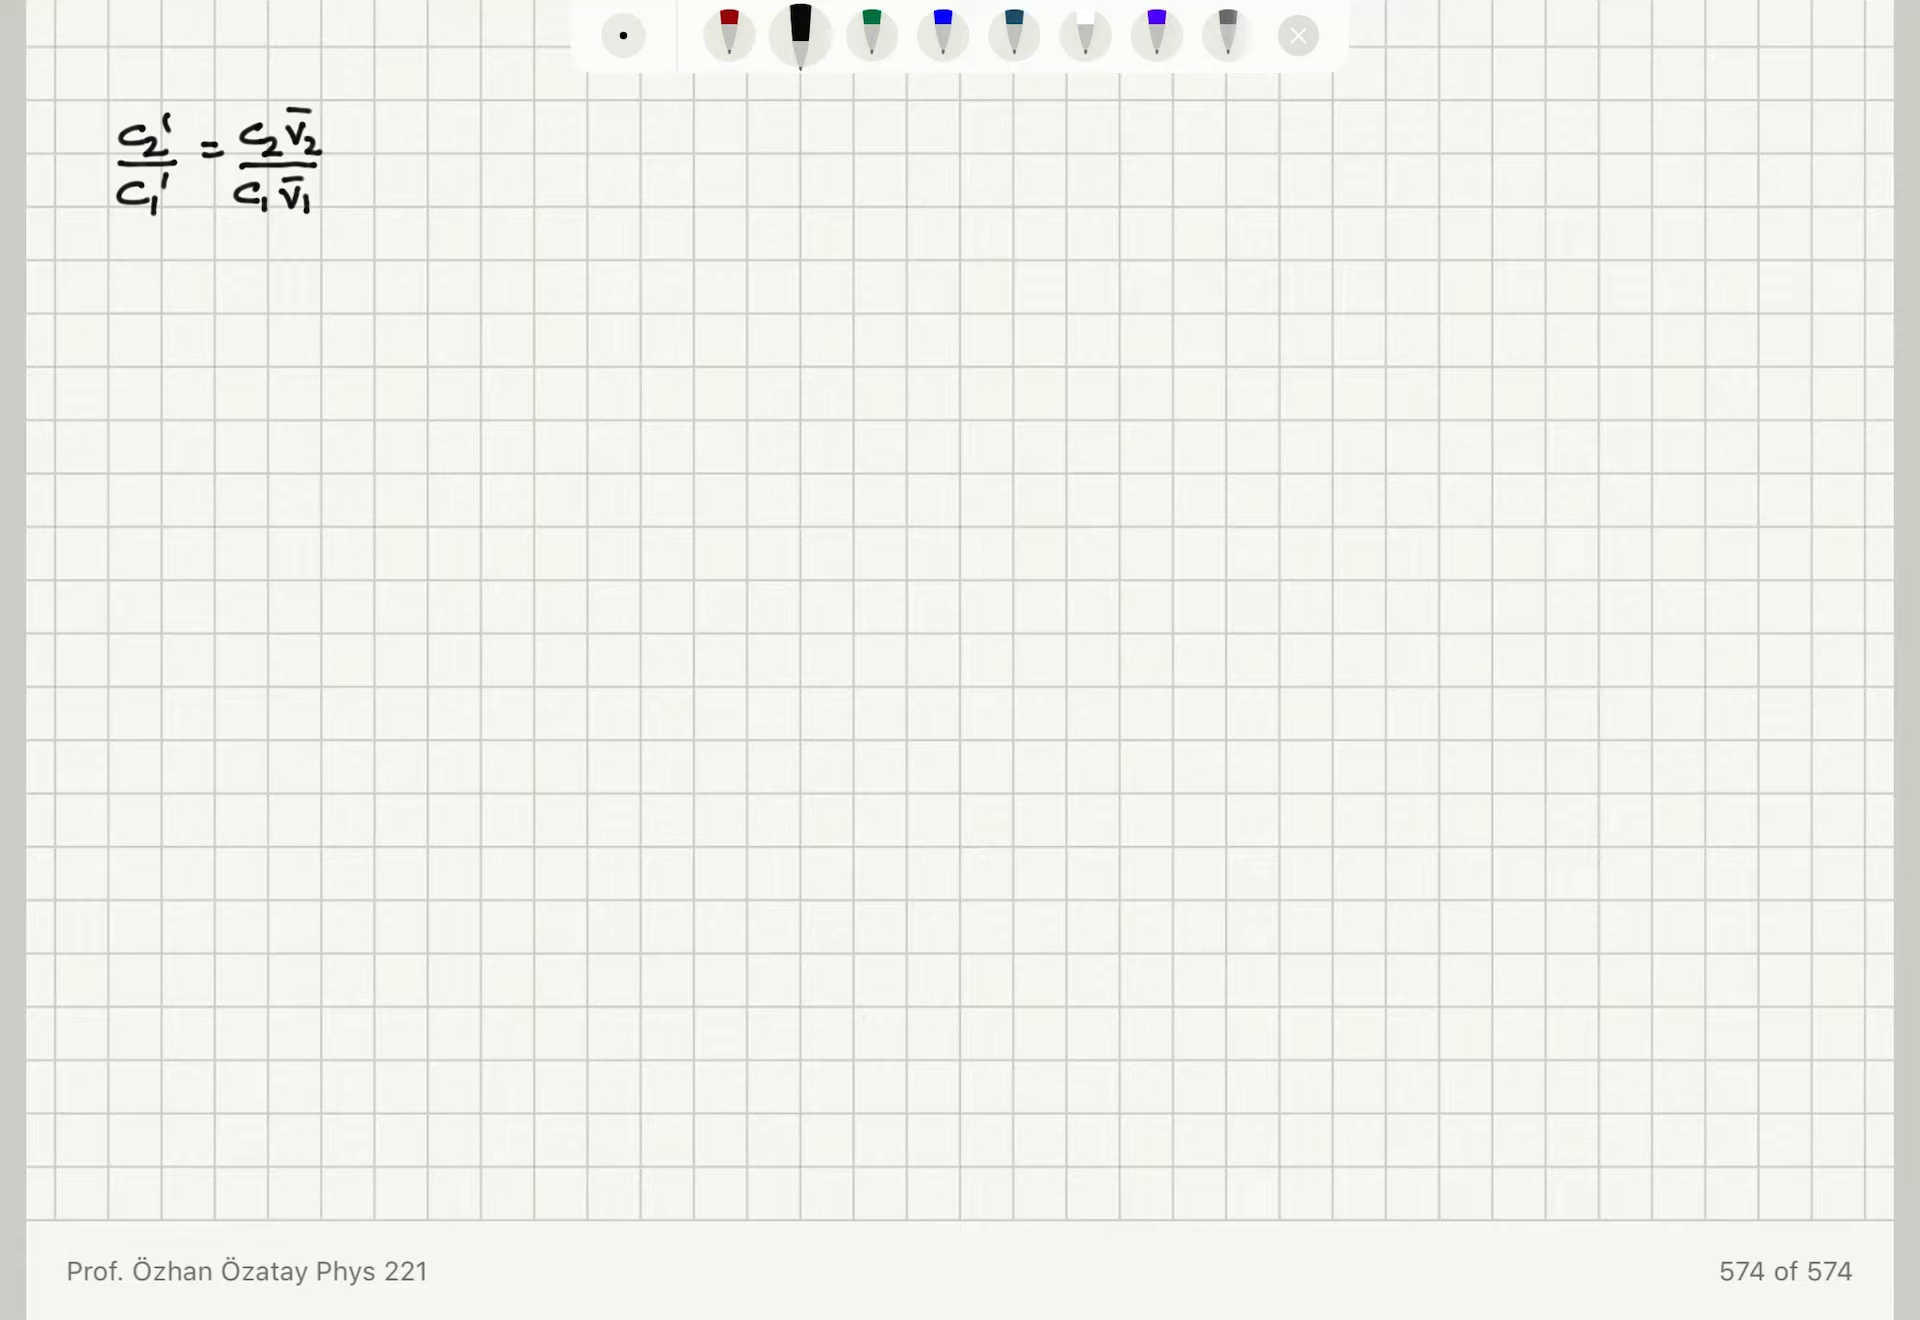 C₂' / C₁' = C₂ v̄₂ / C₁ v̄₁
Prof. Özhan Özatay Phys 221
574 of 574